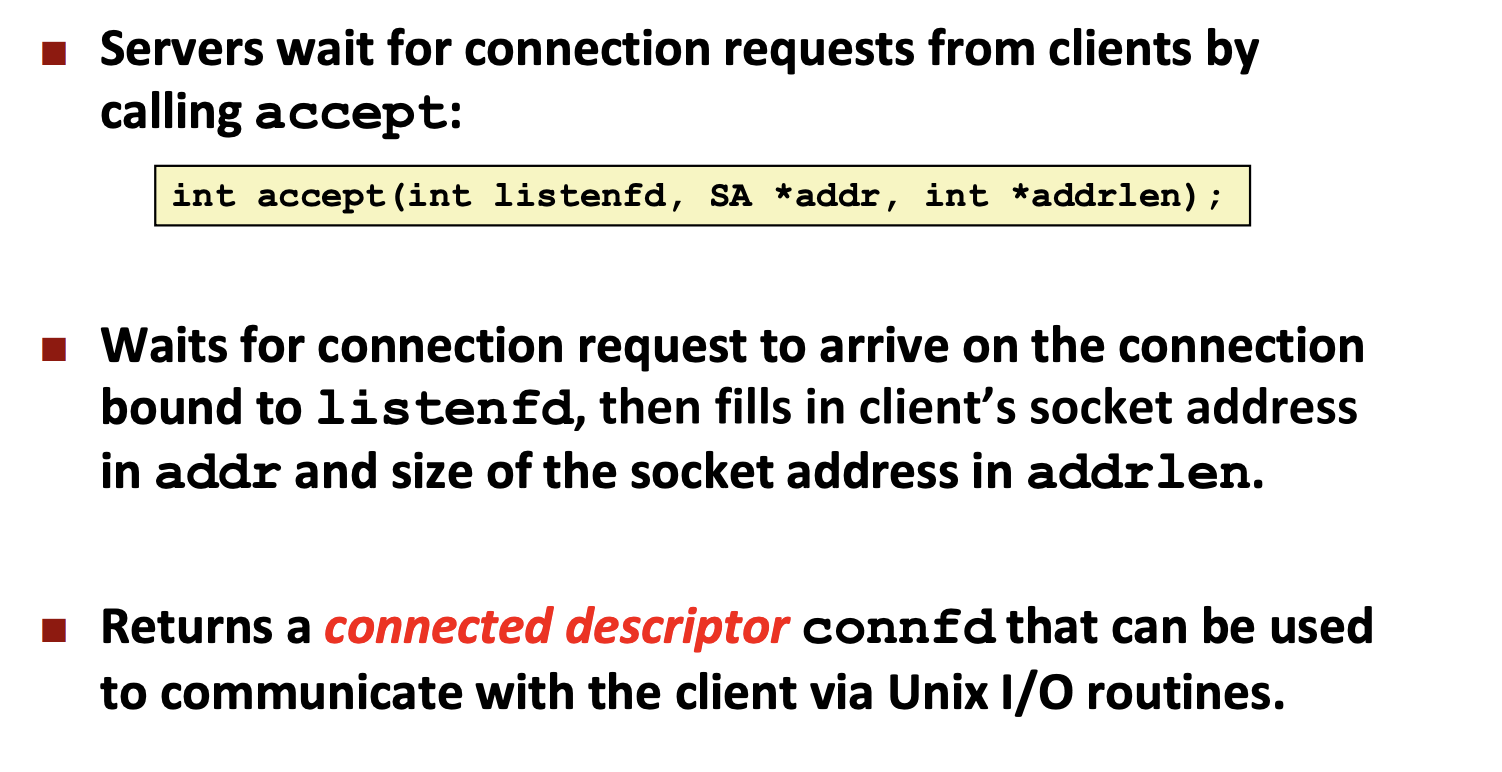 Servers wait for connection requests from clients by
calling accept:
int accept(int listenfd, SA *addr, int *addrlen);
Waits for connection request to arrive on the connection
bound to listenfd, then fills in client’s socket address
in addr and size of the socket address in addrlen.
Returns a connected descriptor connfd that can be used
to communicate with the client via Unix I/O routines.